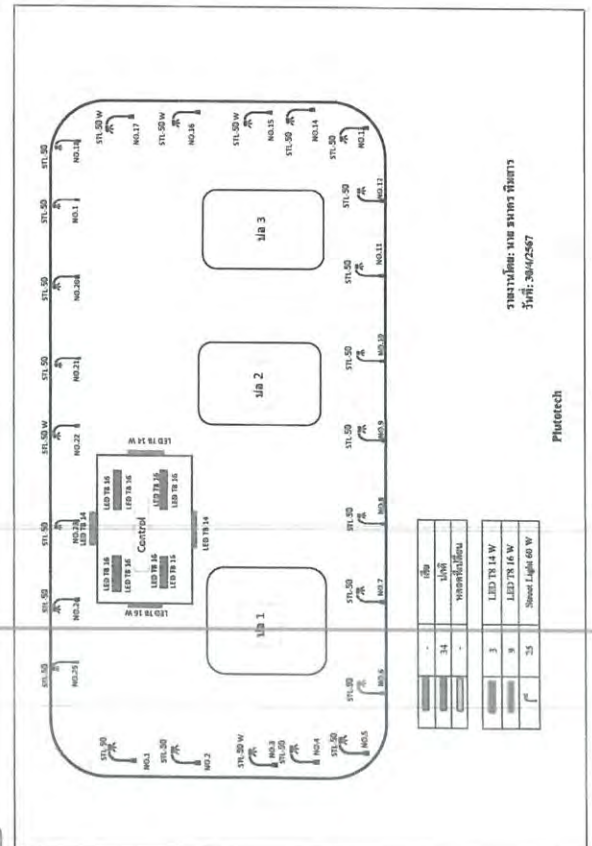 STL-50
NO.18
STL-50
NO.1
STL-50
NO.20
STL-50
NO.21
STL-50 W
NO.22
STL-50
NO.23
STL-50
NO.24
STL-50
NO.25
STL-50 W
NO.17
STL-50 W
NO.16
STL-50 W
NO.15
STL-50
NO.14
STL-50
STL-50
NO.12
STL-50
NO.11
STL-50
NO.10
STL-50
NO.9
STL-50
NO.8
STL-50
NO.7
STL-50
NO.6
STL-50
NO.5
STL-50
NO.4
STL-50 W
NO.3
STL-50
NO.2
STL-50
NO.1
LED T8 14
LED T8 14 W
LED T8 14
LED T8 16 W
LED T8 16
LED T8 16
LED T8 16
LED T8 16
Control
LED T8 16
LED T8 16
LED T8 16
LED T8 16
บ่อ 1
บ่อ 2
บ่อ 3
- เสีย
34 ปกติ
- หลอดที่เปลี่ยน
3 LED T8 14 W
9 LED T8 16 W
25 Street Light 60 W
รายงานโดย: นาย ธนากร
วันที่: 30/4/2567
Plutotech